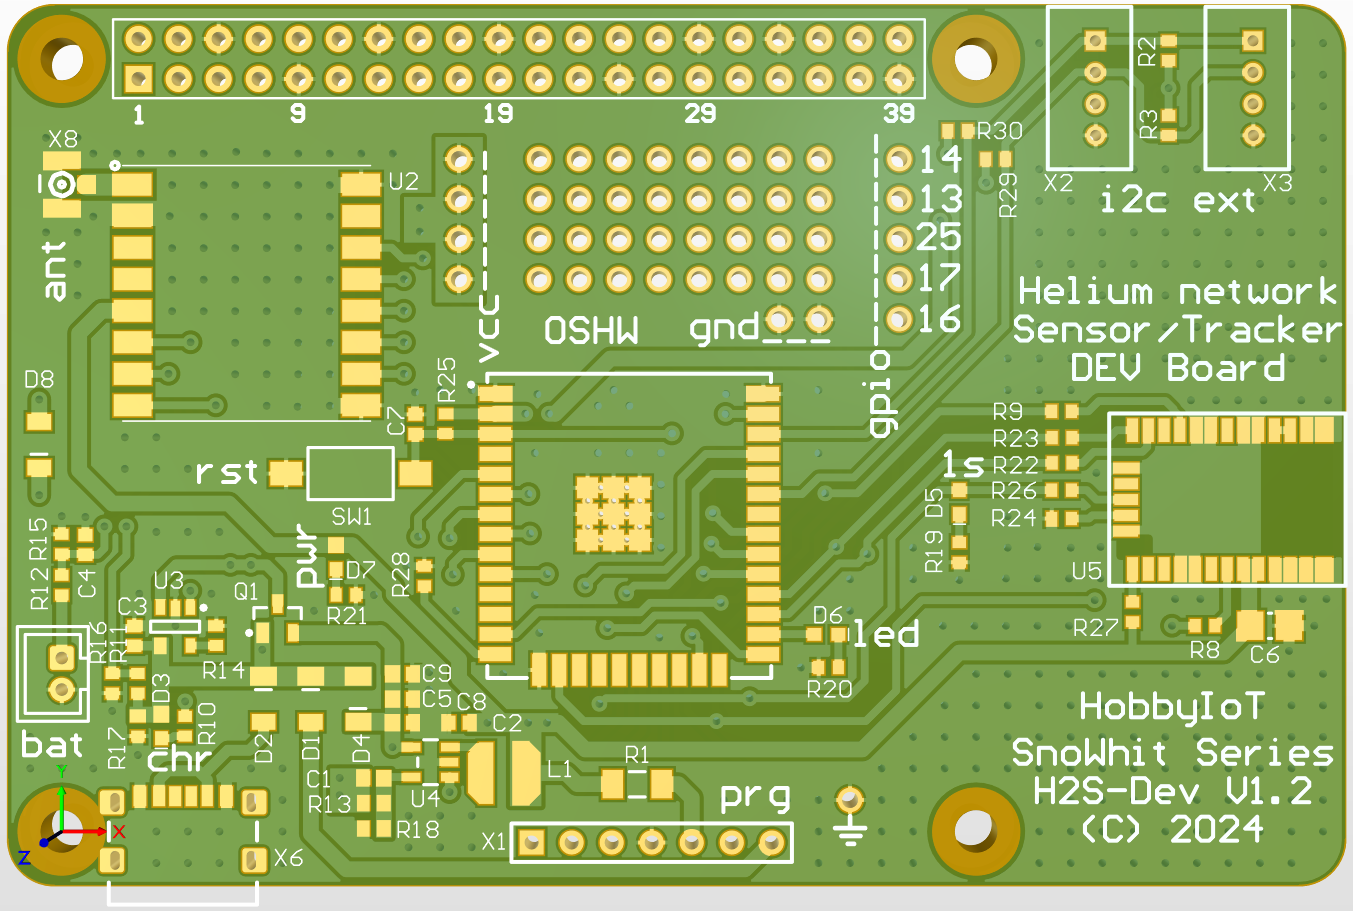 1 9 19 29 39
X8
U2
ant
vcc
OSHW
gnd
gpio
14
13
25
17
16
R30
R29
X2
R2
R3
X3
i2c ext
Helium network
Sensor/Tracker
DEV Board
D8
C7
R25
rst
SW1
1s
R9
R23
R22
R26
R24
D5
R19
U5
R27
R8
C6
R15
R12
C4
pwr
D7
R21
R28
U3
C3
Q1
R16
R11
R14
D3
R17
R10
bat
chr
D2
D1
D4
C9
C5
C8
C2
L1
C1
R13
U4
R18
R1
D6
led
R20
prg
X1
X6
HobbyIoT
SnoWhit Series
H2S-Dev V1.2
(C) 2024
Y
X
Z